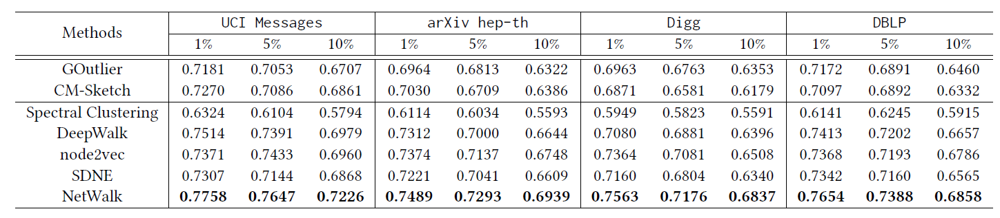 Methods UCI Messages arXiv hep-th Digg DBLP
1% 5% 10% 1% 5% 10% 1% 5% 10% 1% 5% 10%
GOutlier 0.7181 0.7053 0.6707 0.6964 0.6813 0.6322 0.6963 0.6763 0.6353 0.7172 0.6891 0.6460
CM-Sketch 0.7270 0.7086 0.6861 0.7030 0.6709 0.6386 0.6871 0.6581 0.6179 0.7097 0.6892 0.6332
Spectral Clustering 0.6324 0.6104 0.5794 0.6114 0.6034 0.5593 0.5949 0.5823 0.5591 0.6141 0.6245 0.5915
DeepWalk 0.7514 0.7391 0.6979 0.7312 0.7000 0.6644 0.7080 0.6881 0.6396 0.7413 0.7202 0.6657
node2vec 0.7371 0.7433 0.6960 0.7374 0.7137 0.6748 0.7364 0.7081 0.6508 0.7368 0.7193 0.6786
SDNE 0.7307 0.7144 0.6868 0.7221 0.7041 0.6609 0.7160 0.6804 0.6340 0.7342 0.7160 0.6565
NetWalk 0.7758 0.7647 0.7226 0.7489 0.7293 0.6939 0.7563 0.7176 0.6837 0.7654 0.7388 0.6858